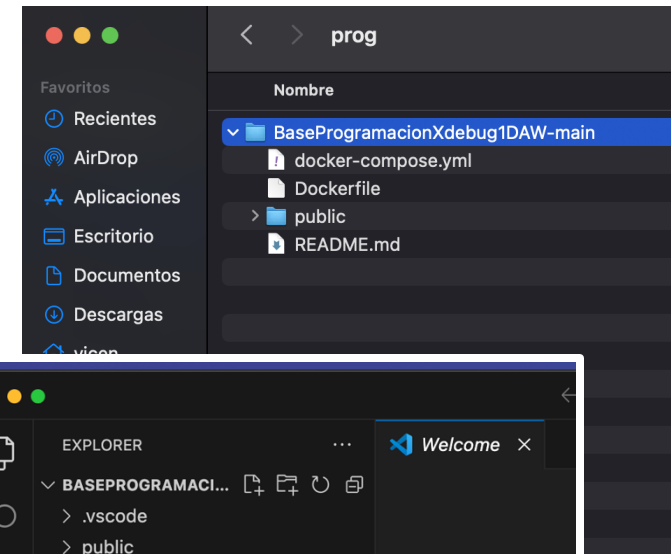 prog
Favoritos
Nombre
Recientes
BaseProgramacionXdebug1DAW-main
AirDrop
docker-compose.yml
Dockerfile
Aplicaciones
public
Escritorio
README.md
Documentos
Descargas
vicen
EXPLORER ...
Welcome
BASEPROGRAMACI...
.vscode
public